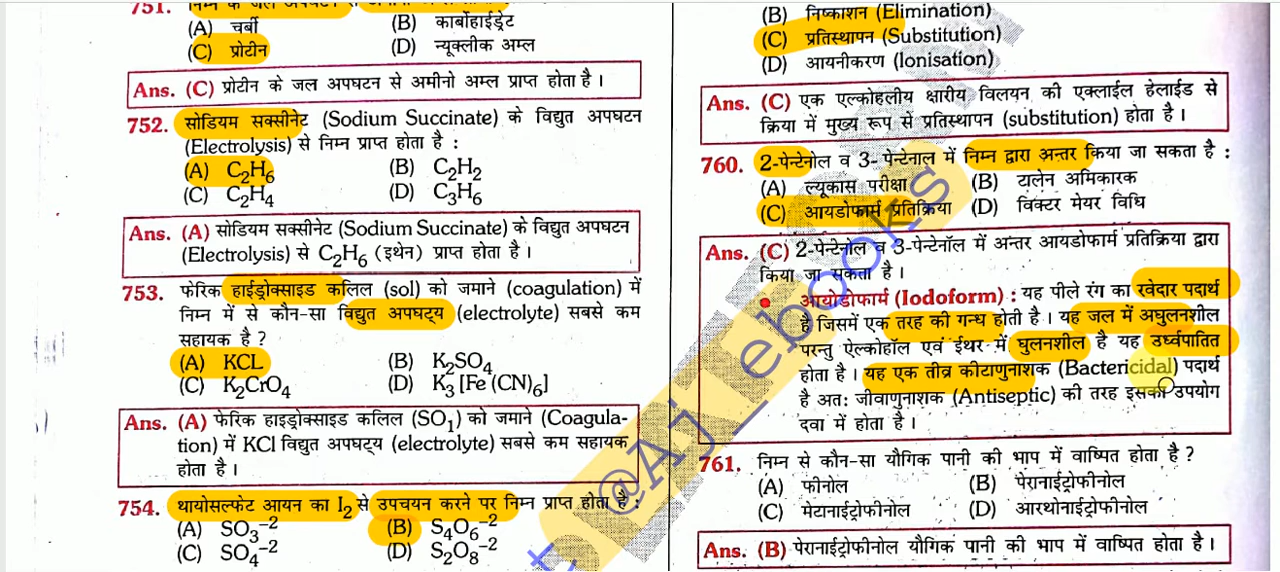 751. निम्न के जल अपघटन से
(A) चर्बी (B) कार्बोहाईड्रेट
(C) प्रोटीन (D) न्यूक्लीक अम्ल
Ans. (C) प्रोटीन के जल अपघटन से अमीनो अम्ल प्राप्त होता है।
752. सोडियम सक्सीनेट (Sodium Succinate) के विद्युत अपघटन
(Electrolysis) से निम्न प्राप्त होता है :
(A) C₂H₆ (B) C₂H₂
(C) C₂H₄ (D) C₃H₆
Ans. (A) सोडियम सक्सीनेट (Sodium Succinate) के विद्युत अपघटन
(Electrolysis) से C₂H₆ (इथेन) प्राप्त होता है।
753. फेरिक हाईड्रोक्साइड कलिल (sol) को जमाने (coagulation) में
निम्न में से कौन-सा विद्युत अपघट्य (electrolyte) सबसे कम
सहायक है ?
(A) KCL (B) K₂SO₄
(C) K₂CrO₄ (D) K₃ [Fe (CN)₆]
Ans. (A) फेरिक हाइड्रोक्साइड कलिल (SO₁) को जमाने (Coagula-
tion) में KCl विद्युत अपघट्य (electrolyte) सबसे कम सहायक
होता है।
754. थायोसल्फेट आयन का I₂ से उपचयन करने पर निम्न प्राप्त होता है :
(A) SO₃⁻² (B) S₄O₆⁻²
(C) SO₄⁻² (D) S₂O₈⁻²
(B) निष्काशन (Elimination)
(C) प्रतिस्थापन (Substitution)
(D) आयनीकरण (Ionisation)
Ans. (C) एक एल्कोहलीय क्षारीय विलयन की एक्लाईल हेलाईड से
क्रिया में मुख्य रूप से प्रतिस्थापन (substitution) होता है।
760. 2-पेन्टेनोल व 3- पेन्टेनाल में निम्न द्वारा अन्तर किया जा सकता है :
(A) ल्यूकास परीक्षा (B) टालेन अमिकारक
(C) आयडोफार्म प्रतिक्रिया (D) विक्टर मेयर विधि
Ans. (C) 2-पेन्टेनोल व 3-पेन्टेनॉल में अन्तर आयडोफार्म प्रतिक्रिया द्वारा
किया जा सकता है।
● आयोडोफार्म (Iodoform) : यह पीले रंग का रवेदार पदार्थ
है जिसमें एक तरह की गन्ध होती है। यह जल में अघुलनशील
परन्तु ऐल्कोहॉल एवं ईथर में घुलनशील है यह उर्ध्वपातित
होता है। यह एक तीव्र कीटाणुनाशक (Bactericidal) पदार्थ
है अत: जीवाणुनाशक (Antiseptic) की तरह इसकी उपयोग
दवा में होता है।
761. निम्न से कौन-सा यौगिक पानी की भाप में वाष्पित होता है ?
(A) फीनोल (B) पेरानाईट्रोफीनोल
(C) मेटानाईट्रोफीनोल (D) आरथोनाईट्रोफीनोल
Ans. (B) पेरानाईट्रोफीनोल यौगिक पानी की भाप में वाष्पित होता है।
@Aj_ebooks